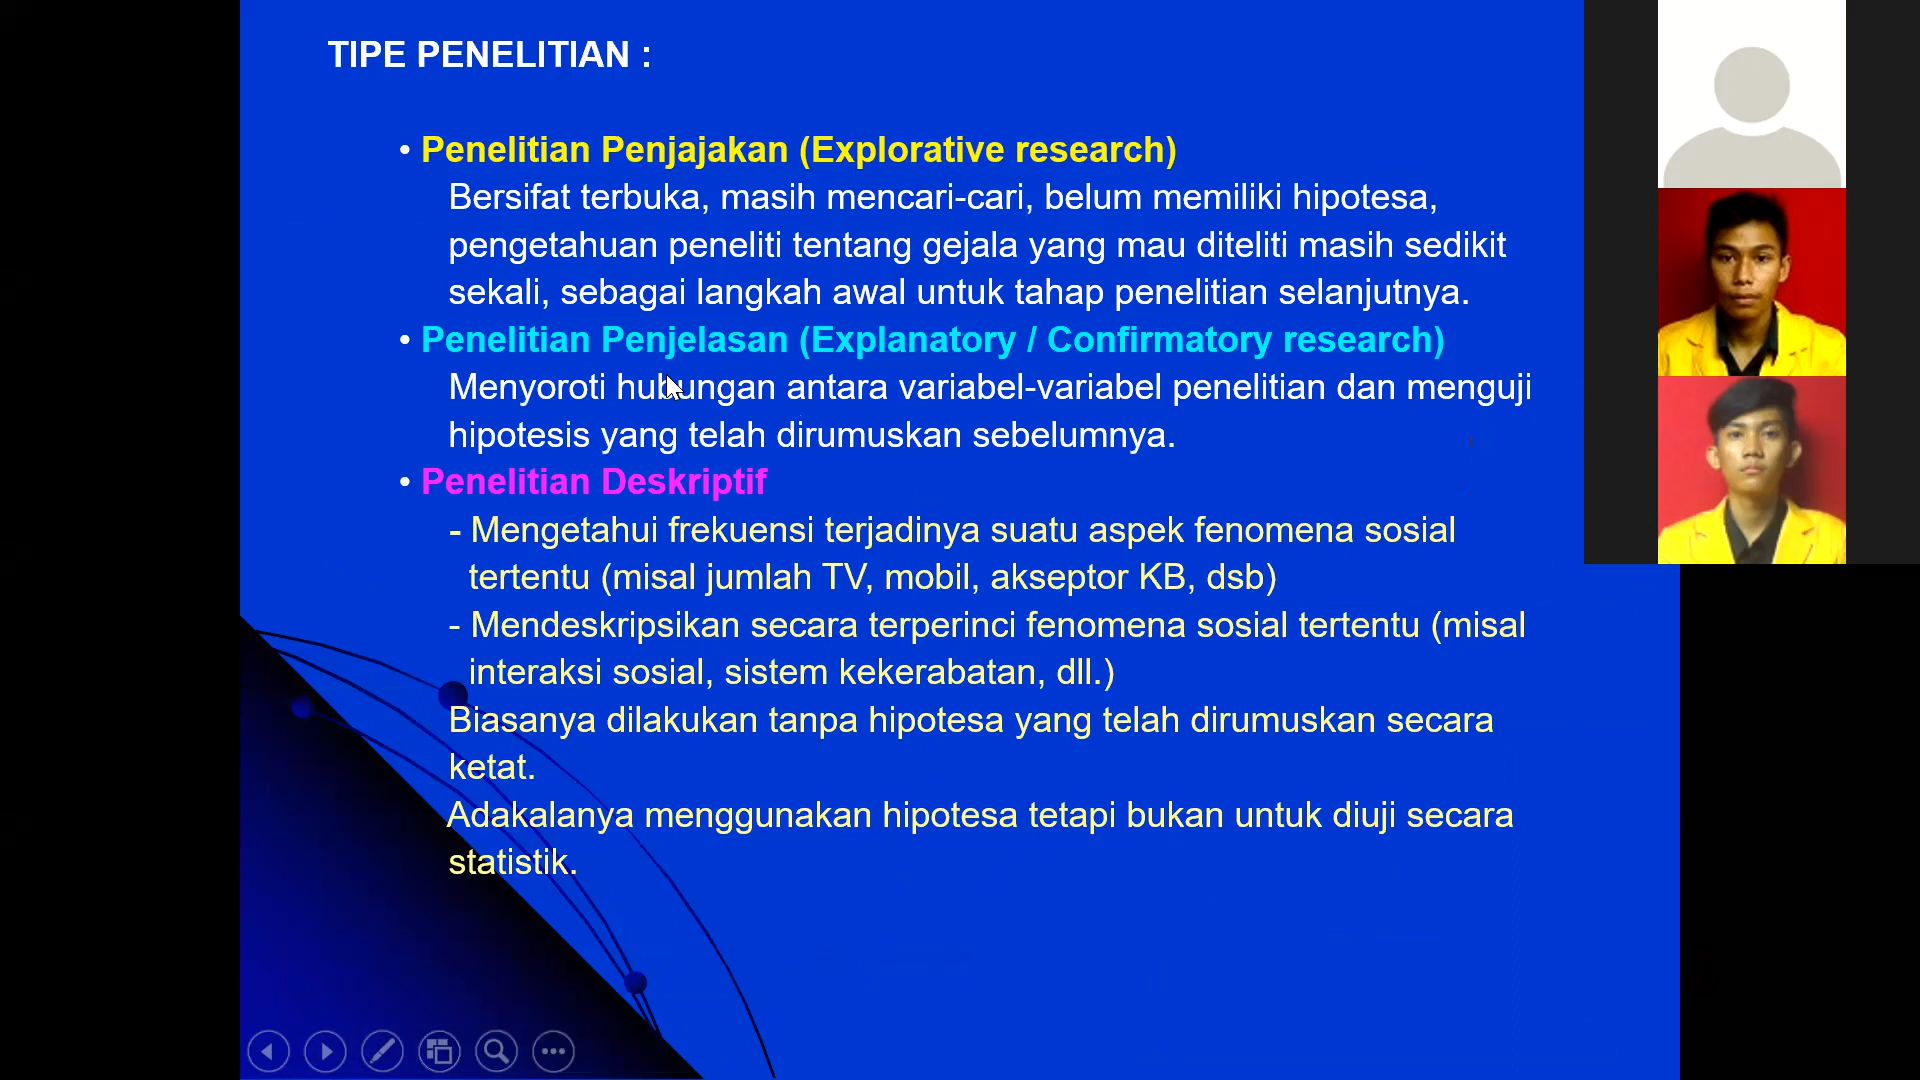 TIPE PENELITIAN :
• Penelitian Penjajakan (Explorative research)
Bersifat terbuka, masih mencari-cari, belum memiliki hipotesa,
pengetahuan peneliti tentang gejala yang mau diteliti masih sedikit
sekali, sebagai langkah awal untuk tahap penelitian selanjutnya.
• Penelitian Penjelasan (Explanatory / Confirmatory research)
Menyoroti hubungan antara variabel-variabel penelitian dan menguji
hipotesis yang telah dirumuskan sebelumnya.
• Penelitian Deskriptif
- Mengetahui frekuensi terjadinya suatu aspek fenomena sosial
tertentu (misal jumlah TV, mobil, akseptor KB, dsb)
- Mendeskripsikan secara terperinci fenomena sosial tertentu (misal
interaksi sosial, sistem kekerabatan, dll.)
Biasanya dilakukan tanpa hipotesa yang telah dirumuskan secara
ketat.
Adakalanya menggunakan hipotesa tetapi bukan untuk diuji secara
statistik.